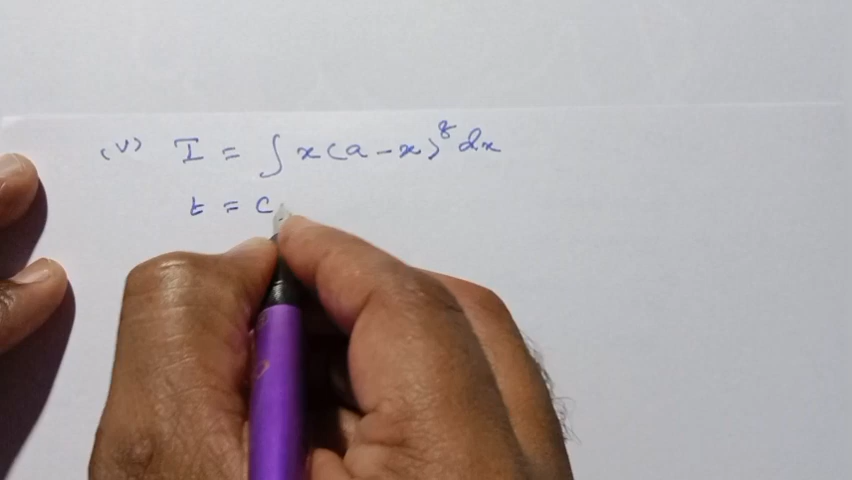 (V) I = ∫ x (a - x)^8 dx
t = c